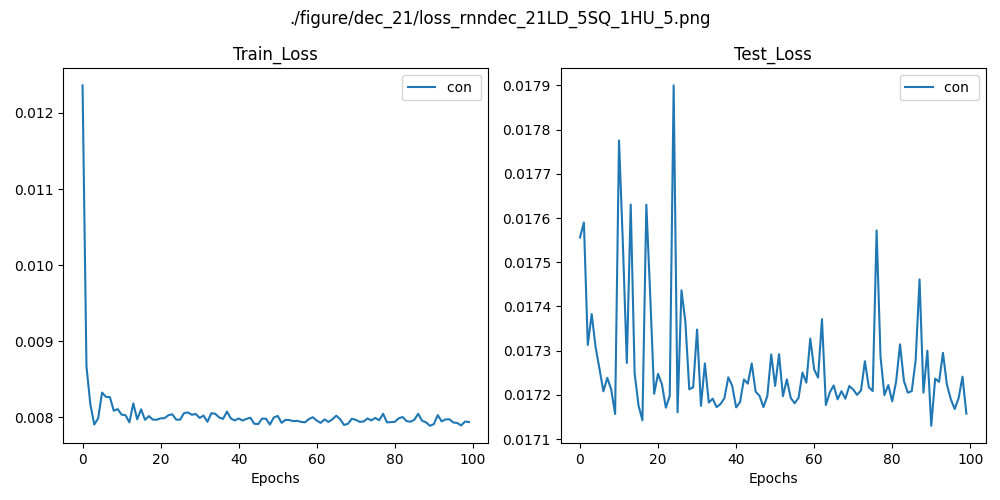 ./figure/dec_21/loss_rnndec_21LD_5SQ_1HU_5.png
Train_Loss
con
0.012
0.011
0.010
0.009
0.008
0 20 40 60 80 100
Epochs
Test_Loss
con
0.0179
0.0178
0.0177
0.0176
0.0175
0.0174
0.0173
0.0172
0.0171
0 20 40 60 80 100
Epochs